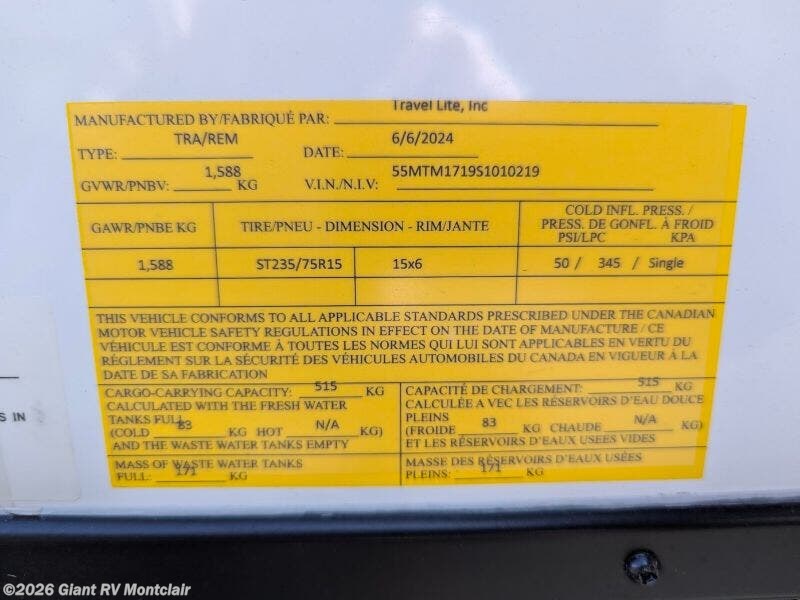 Travel Lite, Inc
MANUFACTURED BY/FABRIQUÉ PAR:
TRA/REM 6/6/2024
TYPE: DATE:
1,588 55MTM1719S1010219
GVWR/PNBV: KG V.I.N./N.I.V:
GAWR/PNBE KG TIRE/PNEU - DIMENSION - RIM/JANTE COLD INFL. PRESS. /
PRESS. DE GONFL. À FROID
PSI/LPC KPA
1,588 ST235/75R15 15x6 50 / 345 / Single
THIS VEHICLE CONFORMS TO ALL APPLICABLE STANDARDS PRESCRIBED UNDER THE CANADIAN
MOTOR VEHICLE SAFETY REGULATIONS IN EFFECT ON THE DATE OF MANUFACTURE / CE
VÉHICULE EST CONFORME À TOUTES LES NORMES QUI LUI SONT APPLICABLES EN VERTU DU
RÉGLEMENT SUR LA SÉCURITÉ DES VÉHICULES AUTOMOBILES DU CANADA EN VIGUEUR À LA
DATE DE SA FABRICATION
CARGO-CARRYING CAPACITY: 515 KG
CALCULATED WITH THE FRESH WATER
TANKS FULL
(COLD 83 KG HOT N/A KG)
AND THE WASTE WATER TANKS EMPTY
MASS OF WASTE WATER TANKS
FULL: 171 KG
CAPACITÉ DE CHARGEMENT: 515 KG
CALCULÉE A VEC LES RÉSERVOIRS D'EAU DOUCE
PLEINS
(FROIDE 83 KG CHAUDE N/A KG)
ET LES RÉSERVOIRS D'EAUX USEES VIDES
MASSE DES RÉSERVOIRS D'EAUX USÉES
PLEINS: 171 KG
S IN
©2026 Giant RV Montclair